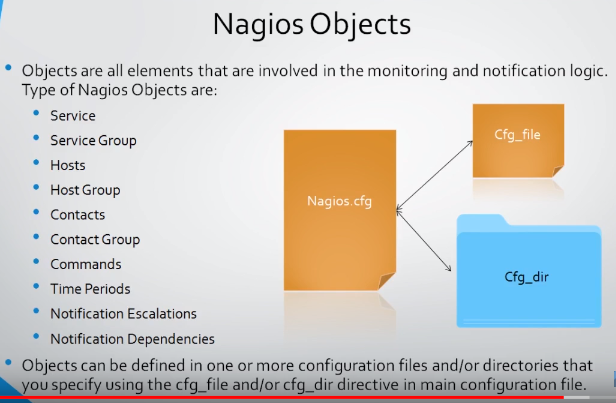 Nagios Objects
Objects are all elements that are involved in the monitoring and notification logic.
Type of Nagios Objects are:
Service
Service Group
Hosts
Host Group
Contacts
Contact Group
Commands
Time Periods
Notification Escalations
Notification Dependencies
Nagios.cfg
Cfg_file
Cfg_dir
Objects can be defined in one or more configuration files and/or directories that
you specify using the cfg_file and/or cfg_dir directive in main configuration file.